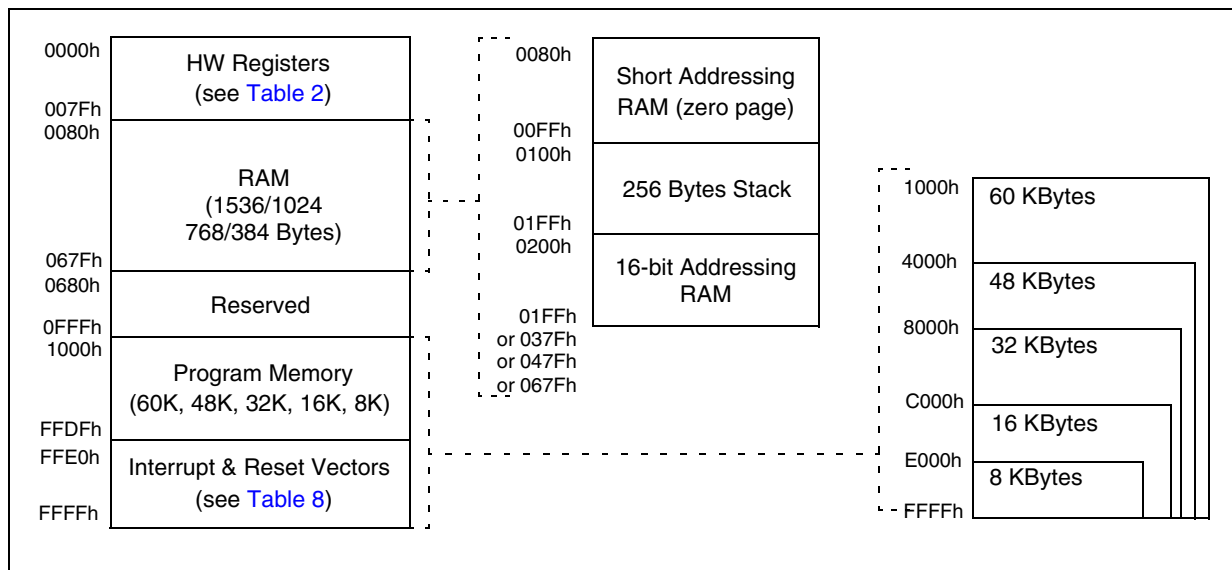 0000h
HW Registers
(see Table 2)
007Fh
0080h
RAM
(1536/1024
768/384 Bytes)
067Fh
0680h
Reserved
0FFFh
1000h
Program Memory
(60K, 48K, 32K, 16K, 8K)
FFDFh
FFE0h
Interrupt & Reset Vectors
(see Table 8)
FFFFh
0080h
Short Addressing
RAM (zero page)
00FFh
0100h
256 Bytes Stack
01FFh
0200h
16-bit Addressing
RAM
01FFh
or 037Fh
or 047Fh
or 067Fh
1000h
60 KBytes
4000h
48 KBytes
8000h
32 KBytes
C000h
16 KBytes
E000h
8 KBytes
FFFFh